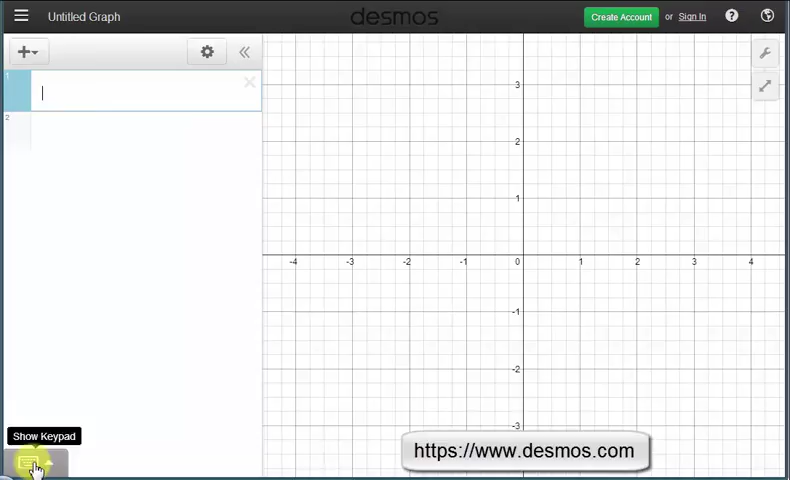 Untitled Graph
desmos
Create Account or Sign In ?
1
2
3
2
1
-4 -3 -2 -1 0 1 2 3 4
-1
-2
-3
Show Keypad
https://www.desmos.com